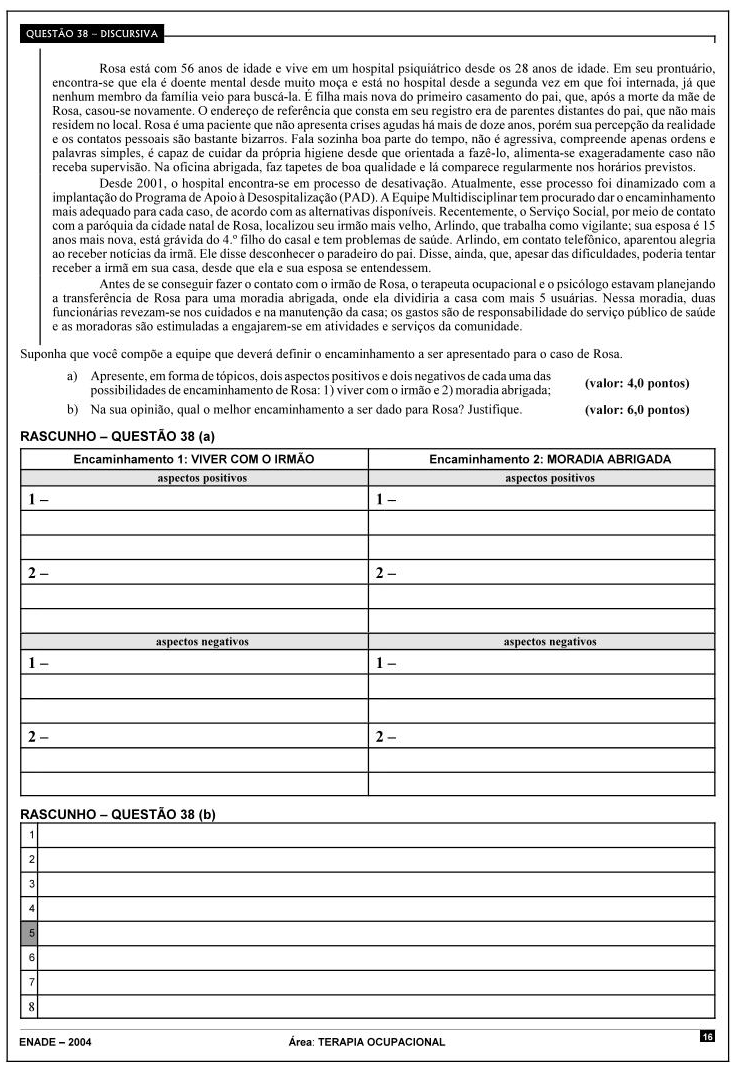 QUESTÃO 38 – DISCURSIVA
Rosa está com 56 anos de idade e vive em um hospital psiquiátrico desde os 28 anos de idade. Em seu prontuário,
encontra-se que ela é doente mental desde muito moça e está no hospital desde a segunda vez em que foi internada, já que
nenhum membro da família veio para buscá-la. É filha mais nova do primeiro casamento do pai, que, após a morte da mãe de
Rosa, casou-se novamente. O endereço de referência que consta em seu registro era de parentes distantes do pai, que não mais
residem no local. Rosa é uma paciente que não apresenta crises agudas há mais de doze anos, porém sua percepção da realidade
e os contatos pessoais são bastante bizarros. Fala sozinha boa parte do tempo, não é agressiva, compreende apenas ordens e
palavras simples, é capaz de cuidar da própria higiene desde que orientada a fazê-lo, alimenta-se exageradamente caso não
receba supervisão. Na oficina abrigada, faz tapetes de boa qualidade e lá comparece regularmente nos horários previstos.
Desde 2001, o hospital encontra-se em processo de desativação. Atualmente, esse processo foi dinamizado com a
implantação do Programa de Apoio à Desospitalização (PAD). A Equipe Multidisciplinar tem procurado dar o encaminhamento
mais adequado para cada caso, de acordo com as alternativas disponíveis. Recentemente, o Serviço Social, por meio de contato
com a paróquia da cidade natal de Rosa, localizou seu irmão mais velho, Arlindo, que trabalha como vigilante; sua esposa é 15
anos mais nova, está grávida do 4.º filho do casal e tem problemas de saúde. Arlindo, em contato telefônico, aparentou alegria
ao receber notícias da irmã. Ele disse desconhecer o paradeiro do pai. Disse, ainda, que, apesar das dificuldades, poderia tentar
receber a irmã em sua casa, desde que ela e sua esposa se entendessem.
Antes de se conseguir fazer o contato com o irmão de Rosa, o terapeuta ocupacional e o psicólogo estavam planejando
a transferência de Rosa para uma moradia abrigada, onde ela dividiria a casa com mais 5 usuárias. Nessa moradia, duas
funcionárias revezam-se nos cuidados e na manutenção da casa; os gastos são de responsabilidade do serviço público de saúde
e as moradoras são estimuladas a engajarem-se em atividades e serviços da comunidade.
Suponha que você compõe a equipe que deverá definir o encaminhamento a ser apresentado para o caso de Rosa.
a) Apresente, em forma de tópicos, dois aspectos positivos e dois negativos de cada uma das
possibilidades de encaminhamento de Rosa: 1) viver com o irmão e 2) moradia abrigada; (valor: 4,0 pontos)
b) Na sua opinião, qual o melhor encaminhamento a ser dado para Rosa? Justifique. (valor: 6,0 pontos)
RASCUNHO – QUESTÃO 38 (a)
Encaminhamento 1: VIVER COM O IRMÃO Encaminhamento 2: MORADIA ABRIGADA
aspectos positivos aspectos positivos
1 – 1 –
2 – 2 –
aspectos negativos aspectos negativos
1 – 1 –
2 – 2 –
RASCUNHO – QUESTÃO 38 (b)
1
2
3
4
5
6
7
8
ENADE – 2004 Área: TERAPIA OCUPACIONAL 16